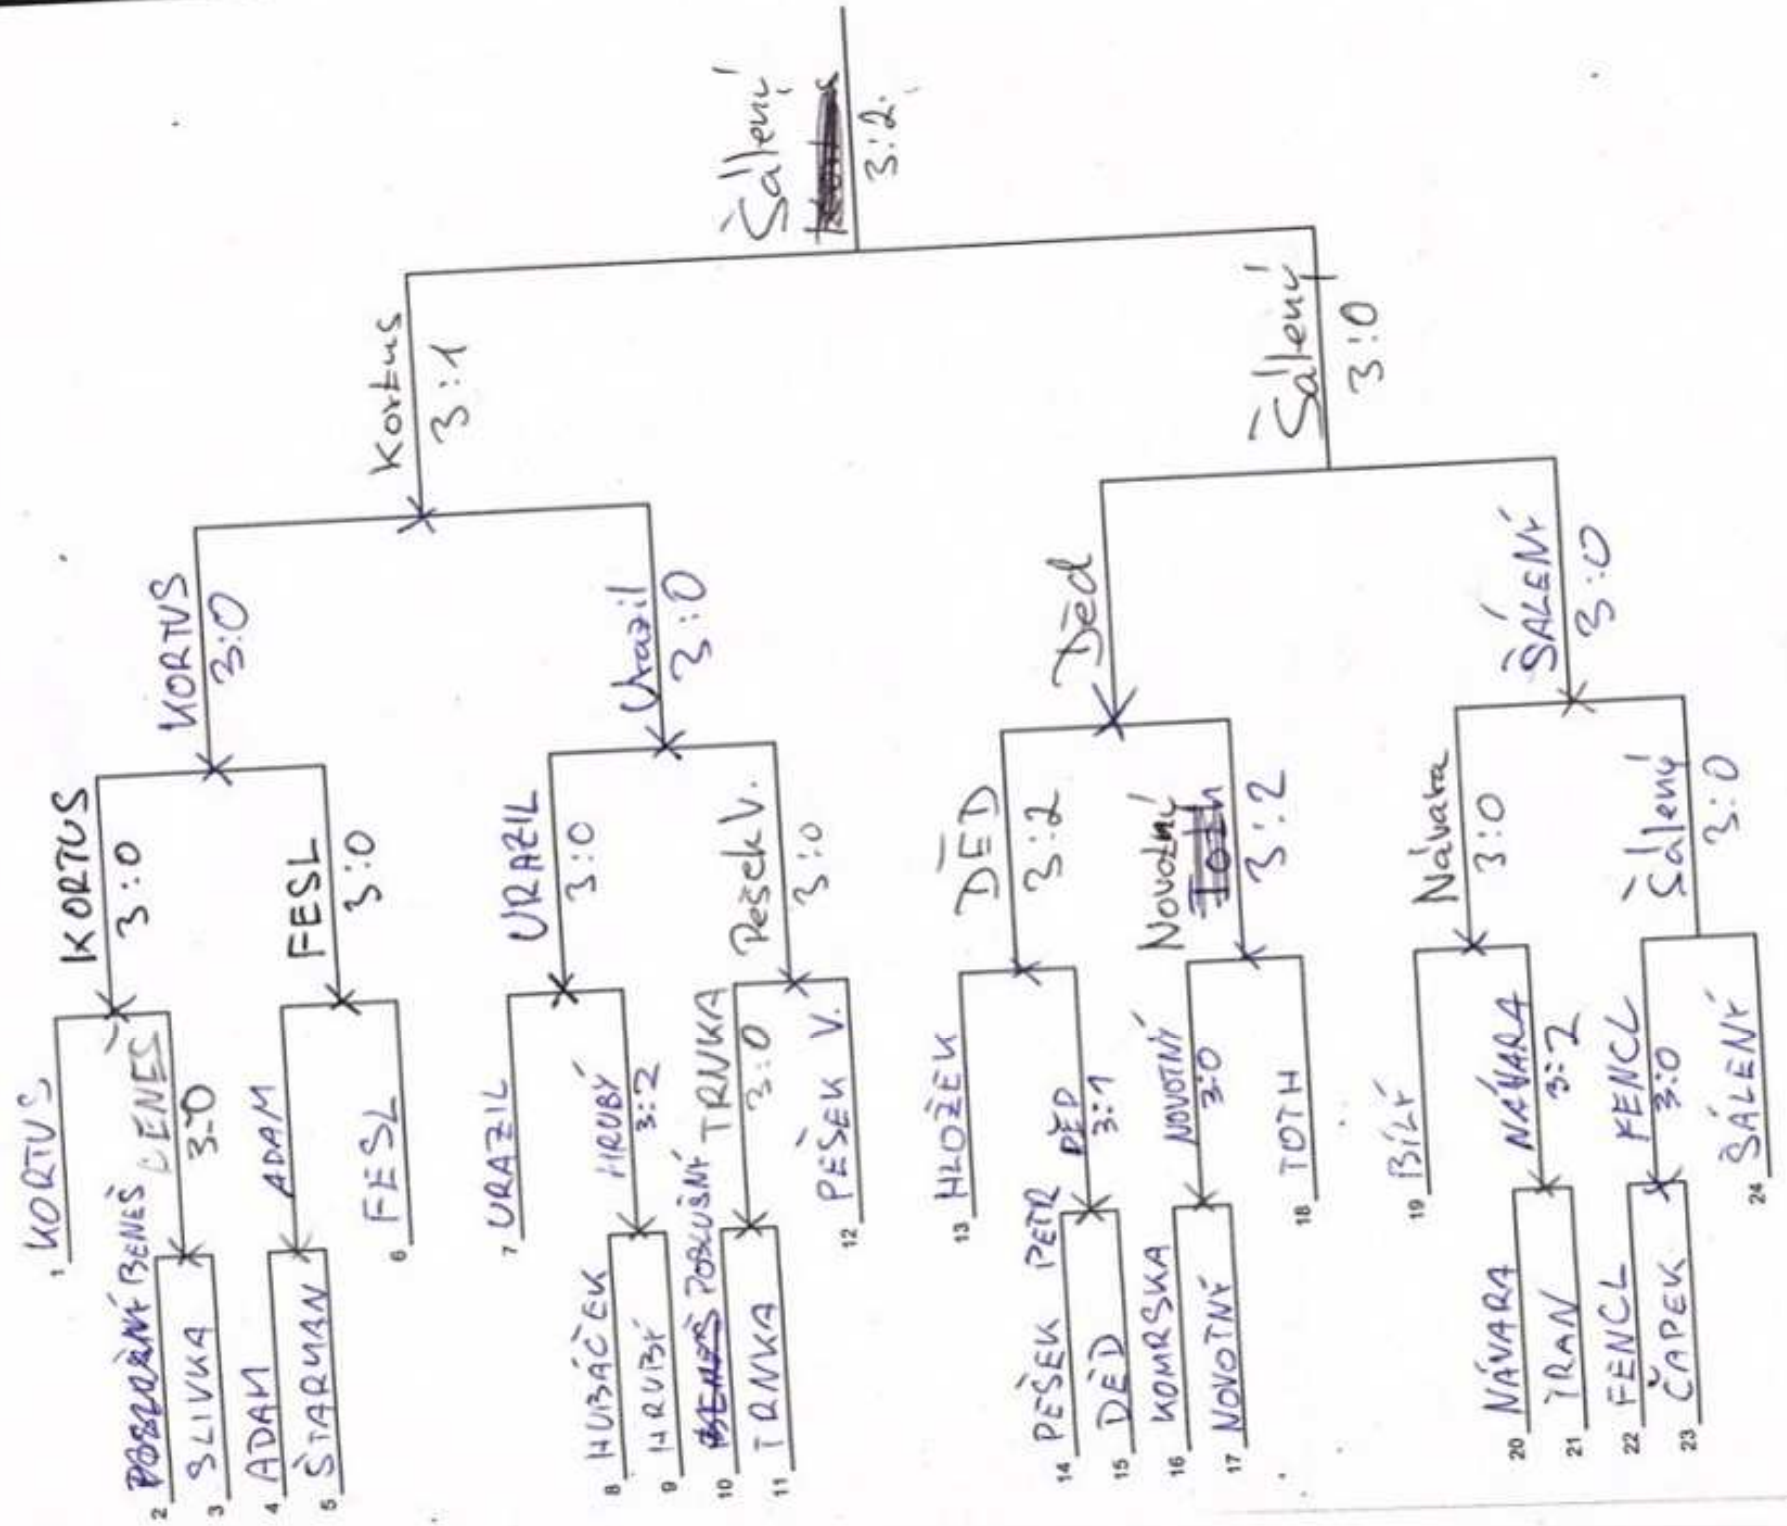 1 KORTUS
2 BENEŠ
3 SLIVKA
BENEŠ
3:0
KORTUS
3:0
4 ADAM
5 ŠTARMAN
ADAM
6 FESL
FESL
3:0
KORTUS
3:0
7 URAZIL
8 HUBÁČEK
9 HRUBÝ
HRUBÝ
3:2
URAZIL
3:0
10 POSLUŠNÝ
11 TRNKA
TRNKA
3:0
12 PEŠEK V.
Pešek V.
3:0
Urazil
3:0
Kortus
3:1
13 HLOŽEK
14 PEŠEK PETR
15 DĚD
DĚD
3:1
DĚD
3:2
16 KOMRSKA
17 NOVOTNÝ
NOVOTNÝ
3:0
18 TOTH
Novotný
Toth
3:2
Děd
19 BÍLÝ
20 NÁVARA
21 TRAN
NÁVARA
3:2
Návara
3:0
22 FENCL
23 ČAPEK
FENCL
3:0
24 ŠÁLENÝ
Šálený
3:0
ŠÁLENÝ
3:0
Šálený
3:0
Šálený
3:2